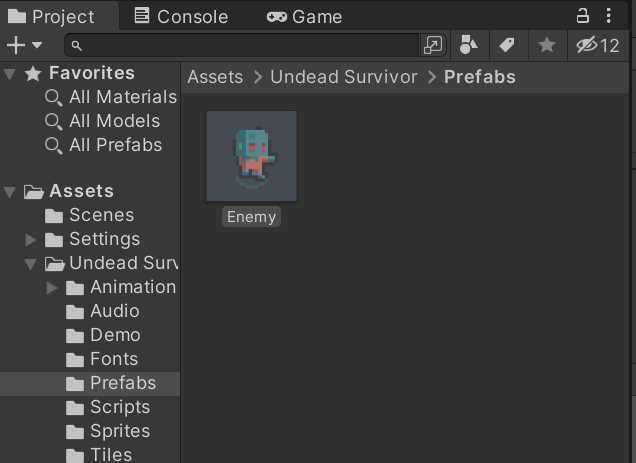 Project Console Game
12
Favorites
All Materials
All Models
All Prefabs
Assets
Scenes
Settings
Undead Surv
Animation
Audio
Demo
Fonts
Prefabs
Scripts
Sprites
Tiles
Assets > Undead Survivor > Prefabs
Enemy